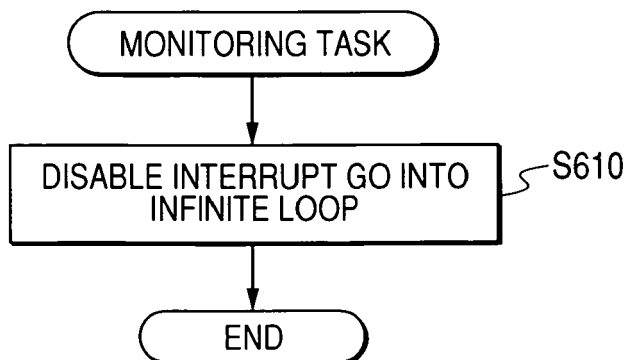 MONITORING TASK
DISABLE INTERRUPT GO INTO
INFINITE LOOP
S610
END